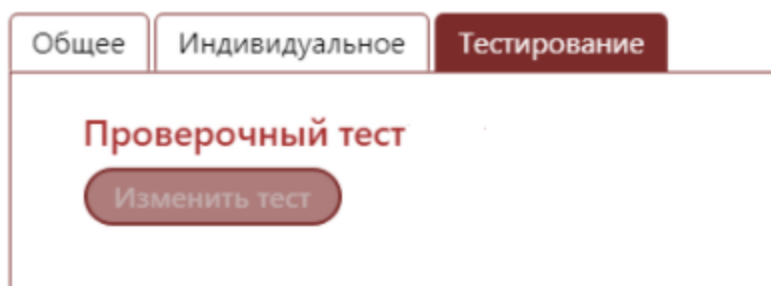 Общее Индивидуальное Тестирование
Проверочный тест
Изменить тест